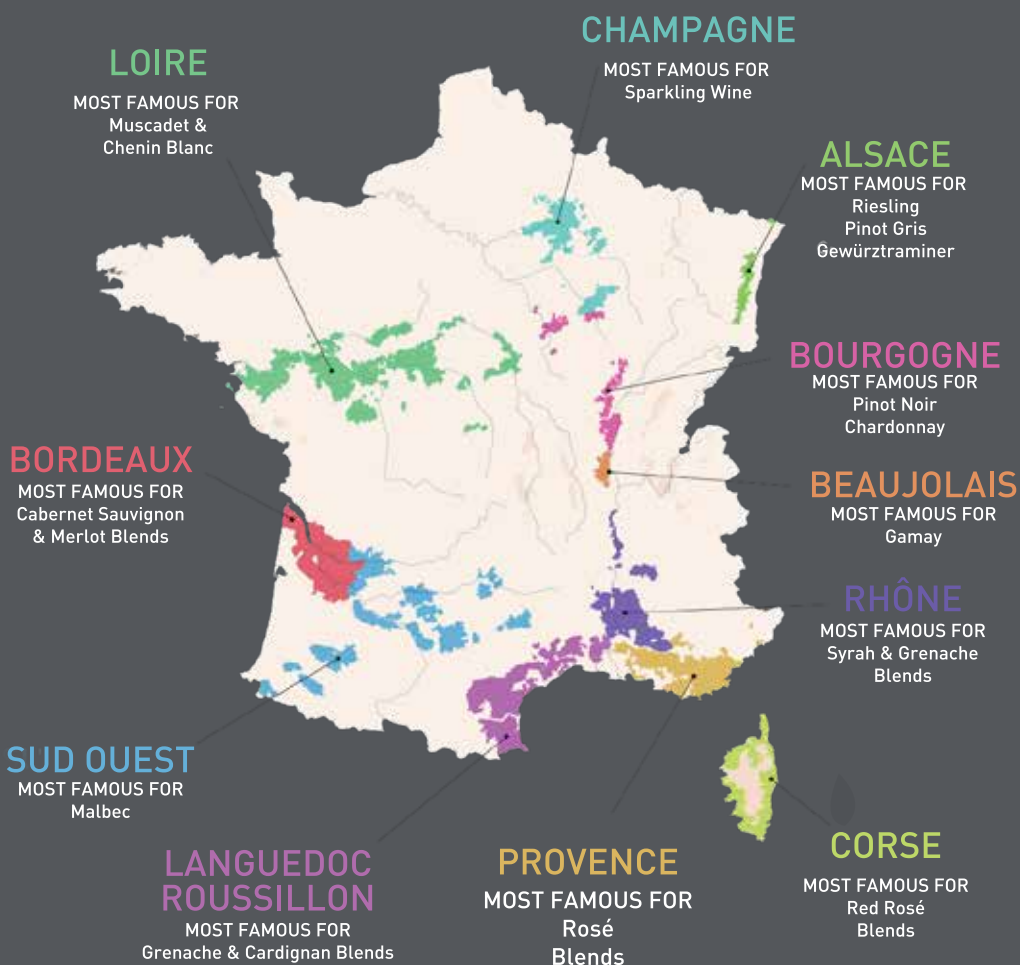 CHAMPAGNE
MOST FAMOUS FOR
Sparkling Wine
LOIRE
MOST FAMOUS FOR
Muscadet &
Chenin Blanc
ALSACE
MOST FAMOUS FOR
Riesling
Pinot Gris
Gewürztraminer
BOURGOGNE
MOST FAMOUS FOR
Pinot Noir
Chardonnay
BORDEAUX
MOST FAMOUS FOR
Cabernet Sauvignon
& Merlot Blends
BEAUJOLAIS
MOST FAMOUS FOR
Gamay
RHÔNE
MOST FAMOUS FOR
Syrah & Grenache
Blends
SUD OUEST
MOST FAMOUS FOR
Malbec
LANGUEDOC
ROUSSILLON
MOST FAMOUS FOR
Grenache & Cardignan Blends
PROVENCE
MOST FAMOUS FOR
Rosé
Blends
CORSE
MOST FAMOUS FOR
Red Rosé
Blends